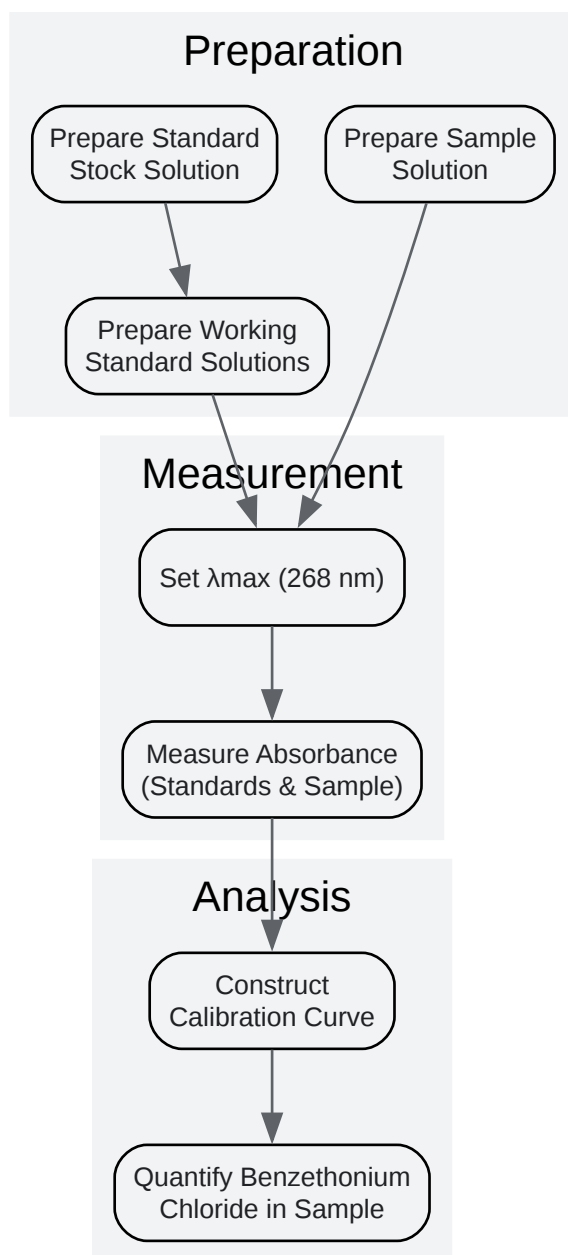 Preparation
Prepare Standard
Stock Solution
Prepare Sample
Solution
Prepare Working
Standard Solutions
Measurement
Set λmax (268 nm)
Measure Absorbance
(Standards & Sample)
Analysis
Construct
Calibration Curve
Quantify Benzethonium
Chloride in Sample